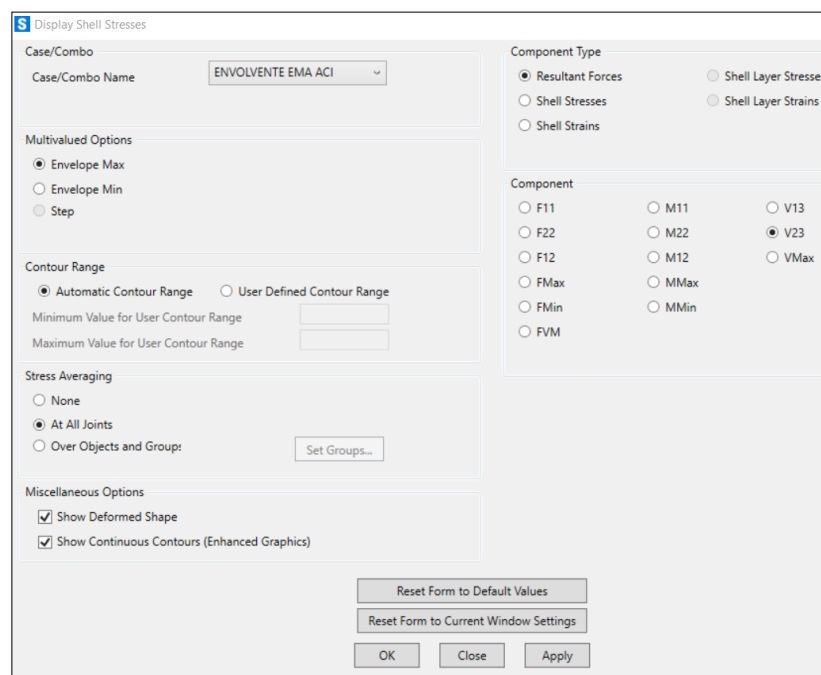 S Display Shell Stresses
Case/Combo
Case/Combo Name
ENVOLVENTE EMA ACI
Multivalued Options
Envelope Max
Envelope Min
Step
Contour Range
Automatic Contour Range
User Defined Contour Range
Minimum Value for User Contour Range
Maximum Value for User Contour Range
Stress Averaging
None
At All Joints
Over Objects and Groups
Set Groups...
Miscellaneous Options
Show Deformed Shape
Show Continuous Contours (Enhanced Graphics)
Component Type
Resultant Forces
Shell Layer Stresse
Shell Stresses
Shell Layer Strains
Shell Strains
Component
F11 M11 V13
F22 M22 V23
F12 M12 VMax
FMax MMax
FMin MMin
FVM
Reset Form to Default Values
Reset Form to Current Window Settings
OK Close Apply